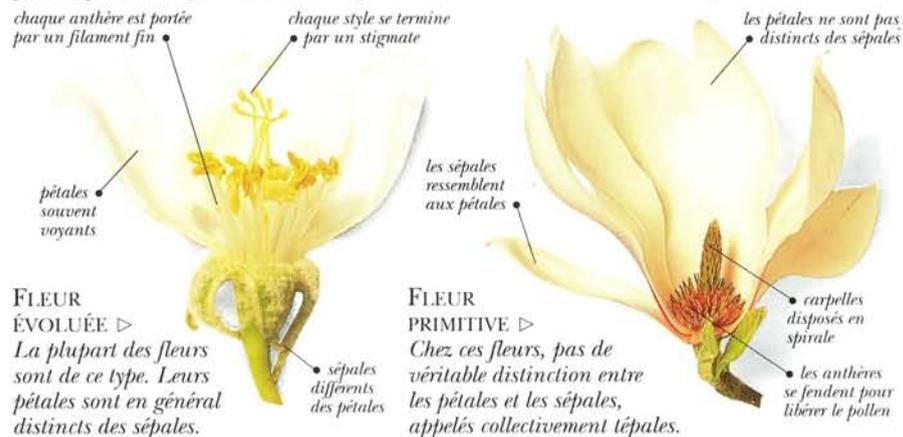 chaque anthère est portée
par un filament fin
chaque style se termine
par un stigmate
pétales
souvent
voyants
FLEUR
ÉVOLUÉE ▷
La plupart des fleurs
sont de ce type. Leurs
pétales sont en général
distincts des sépales.
sépales
différents
des pétales
les pétales ne sont pas
distincts des sépales
les sépales
ressemblent
aux pétales
FLEUR
PRIMITIVE ▷
Chez ces fleurs, pas de
véritable distinction entre
les pétales et les sépales,
appelés collectivement tépales.
carpelles
disposés en
spirale
les anthères
se fendent pour
libérer le pollen